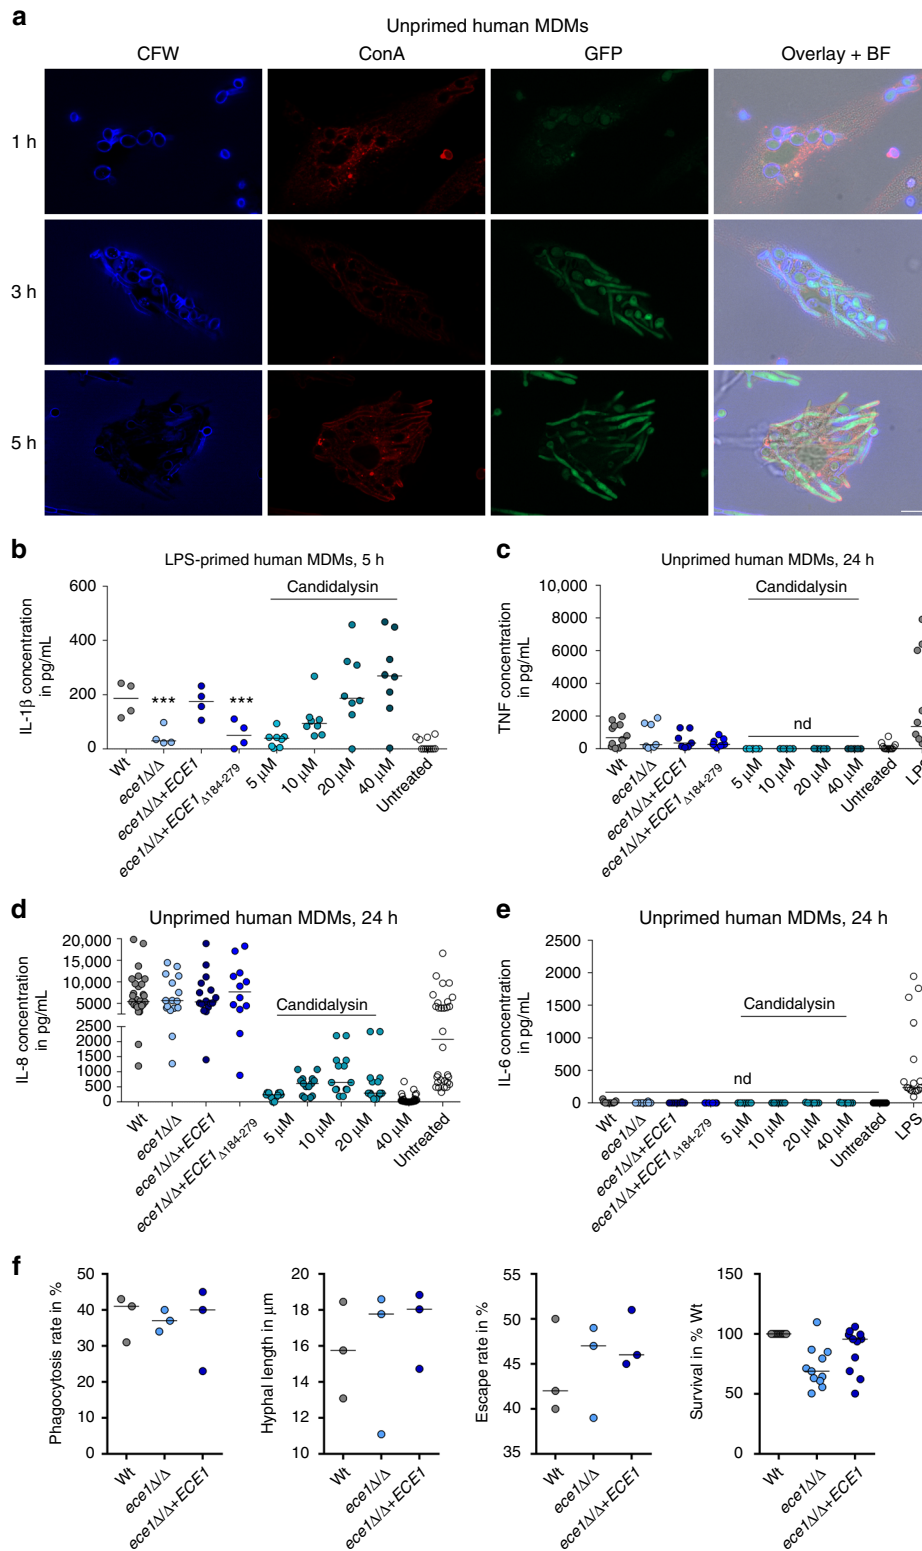 a
Unprimed human MDMs
CFW ConA GFP Overlay + BF
1 h
3 h
5 h
b
LPS-primed human MDMs, 5 h
Candidalysin
IL-1β concentration
in pg/mL
600
400
200
0
*** ***
Wt
ece1Δ/Δ
ece1Δ/Δ+ECE1
ece1Δ/Δ+ECE1Δ184-279
5 μM
10 μM
20 μM
40 μM
Untreated
c
Unprimed human MDMs, 24 h
Candidalysin
TNF concentration
in pg/mL
10,000
8000
6000
4000
2000
0
nd
Wt
ece1Δ/Δ
ece1Δ/Δ+ECE1
ece1Δ/Δ+ECE1Δ184-279
5 μM
10 μM
20 μM
40 μM
Untreated
LPS
d
Unprimed human MDMs, 24 h
Candidalysin
IL-8 concentration
in pg/mL
20,000
15,000
10,000
5000
2500
2000
1500
1000
500
0
Wt
ece1Δ/Δ
ece1Δ/Δ+ECE1
ece1Δ/Δ+ECE1Δ184-279
5 μM
10 μM
20 μM
40 μM
Untreated
e
Unprimed human MDMs, 24 h
Candidalysin
IL-6 concentration
in pg/mL
2500
2000
1500
1000
500
0
nd
Wt
ece1Δ/Δ
ece1Δ/Δ+ECE1
ece1Δ/Δ+ECE1Δ184-279
5 μM
10 μM
20 μM
40 μM
Untreated
LPS
f
Phagocytosis rate in %
50
40
30
20
10
0
Wt
ece1Δ/Δ
ece1Δ/Δ+ECE1
Hyphal length in μm
20
18
16
14
12
10
Wt
ece1Δ/Δ
ece1Δ/Δ+ECE1
Escape rate in %
55
50
45
40
35
Wt
ece1Δ/Δ
ece1Δ/Δ+ECE1
Survival in % Wt
150
100
50
0
Wt
ece1Δ/Δ
ece1Δ/Δ+ECE1